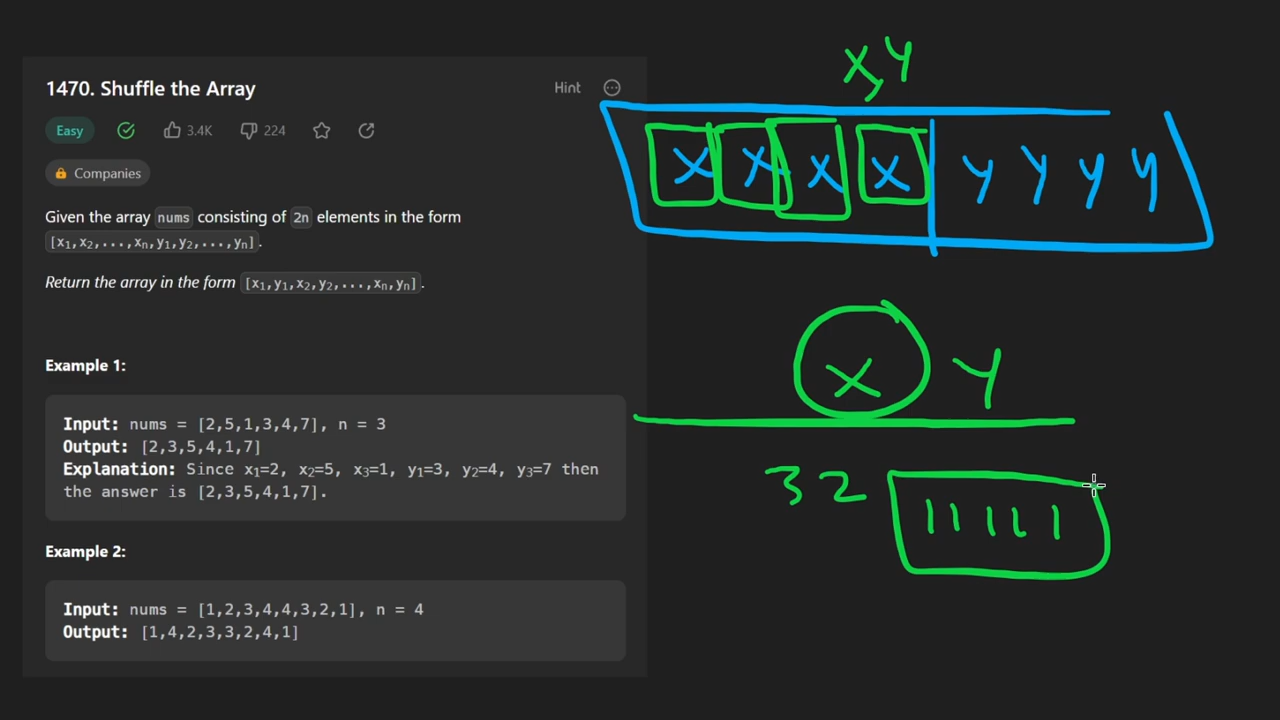 1470. Shuffle the Array
Hint
Easy
3.4K
224
Companies
Given the array nums consisting of 2n elements in the form
[x₁,x₂,...,xₙ,y₁,y₂,...,yₙ].
Return the array in the form [x₁,y₁,x₂,y₂,...,xₙ,yₙ].
Example 1:
Input: nums = [2,5,1,3,4,7], n = 3
Output: [2,3,5,4,1,7]
Explanation: Since x₁=2, x₂=5, x₃=1, y₁=3, y₂=4, y₃=7 then
the answer is [2,3,5,4,1,7].
Example 2:
Input: nums = [1,2,3,4,4,3,2,1], n = 4
Output: [1,4,2,3,3,2,4,1]
X,Y
X X X X Y Y Y Y
X Y
32
11111